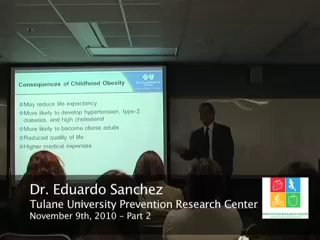 Consequences of Childhood Obesity
May reduce life expectancy
More likely to develop hypertension, type-2
diabetes, and high cholesterol
More likely to become obese adults
Reduced quality of life
Higher medical expenses
Dr. Eduardo Sanchez
Tulane University Prevention Research Center
November 9th, 2010 - Part 2